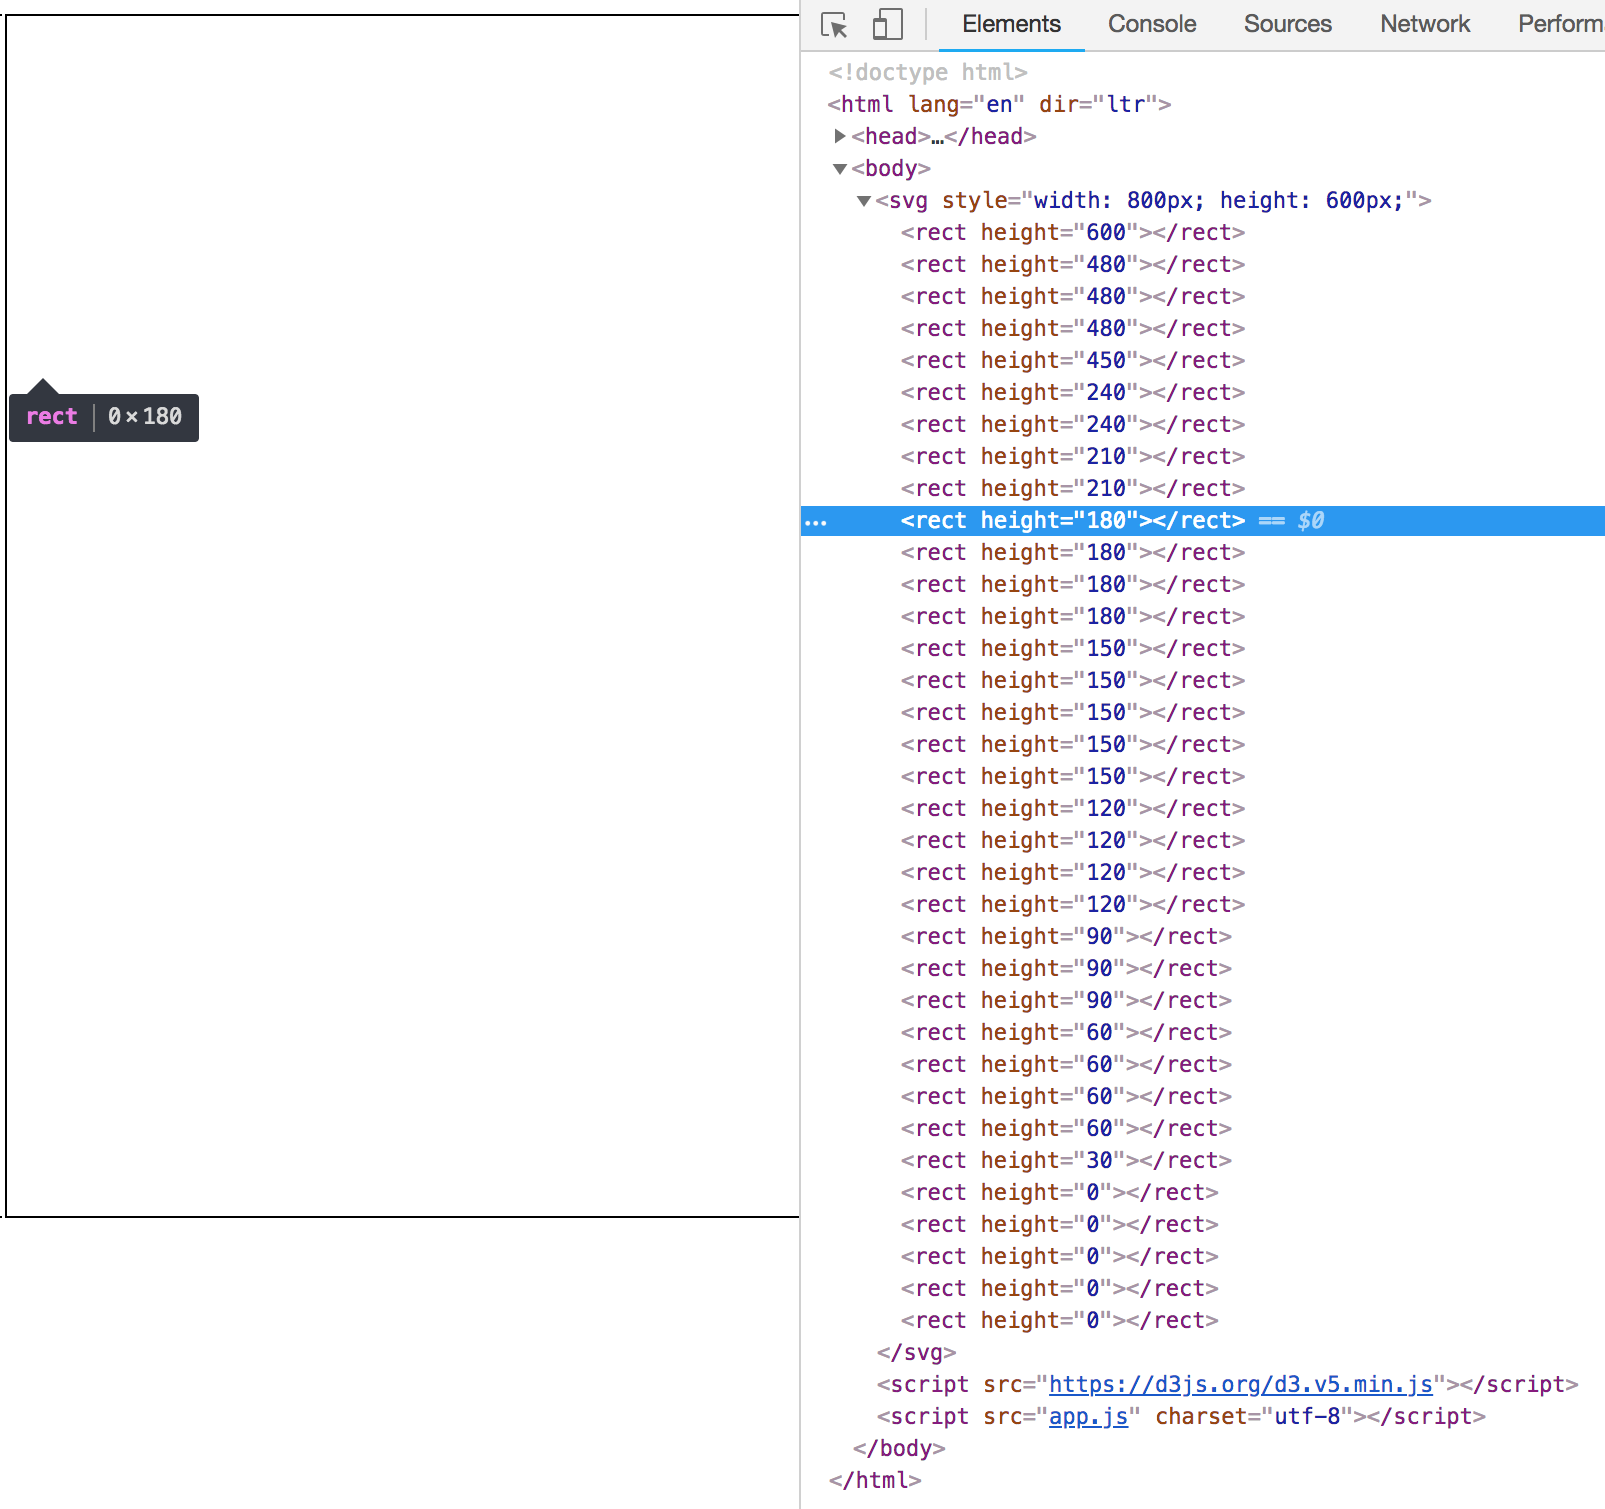 rect 0 × 180
Elements Console Sources Network Perform
<!doctype html>
<html lang="en" dir="ltr">
<head>…</head>
<body>
<svg style="width: 800px; height: 600px;">
<rect height="600"></rect>
<rect height="480"></rect>
<rect height="480"></rect>
<rect height="480"></rect>
<rect height="450"></rect>
<rect height="240"></rect>
<rect height="240"></rect>
<rect height="210"></rect>
<rect height="210"></rect>
… <rect height="180"></rect> == $0
<rect height="180"></rect>
<rect height="180"></rect>
<rect height="180"></rect>
<rect height="150"></rect>
<rect height="150"></rect>
<rect height="150"></rect>
<rect height="150"></rect>
<rect height="150"></rect>
<rect height="120"></rect>
<rect height="120"></rect>
<rect height="120"></rect>
<rect height="120"></rect>
<rect height="90"></rect>
<rect height="90"></rect>
<rect height="90"></rect>
<rect height="60"></rect>
<rect height="60"></rect>
<rect height="60"></rect>
<rect height="60"></rect>
<rect height="30"></rect>
<rect height="0"></rect>
<rect height="0"></rect>
<rect height="0"></rect>
<rect height="0"></rect>
<rect height="0"></rect>
</svg>
<script src="https://d3js.org/d3.v5.min.js"></script>
<script src="app.js" charset="utf-8"></script>
</body>
</html>